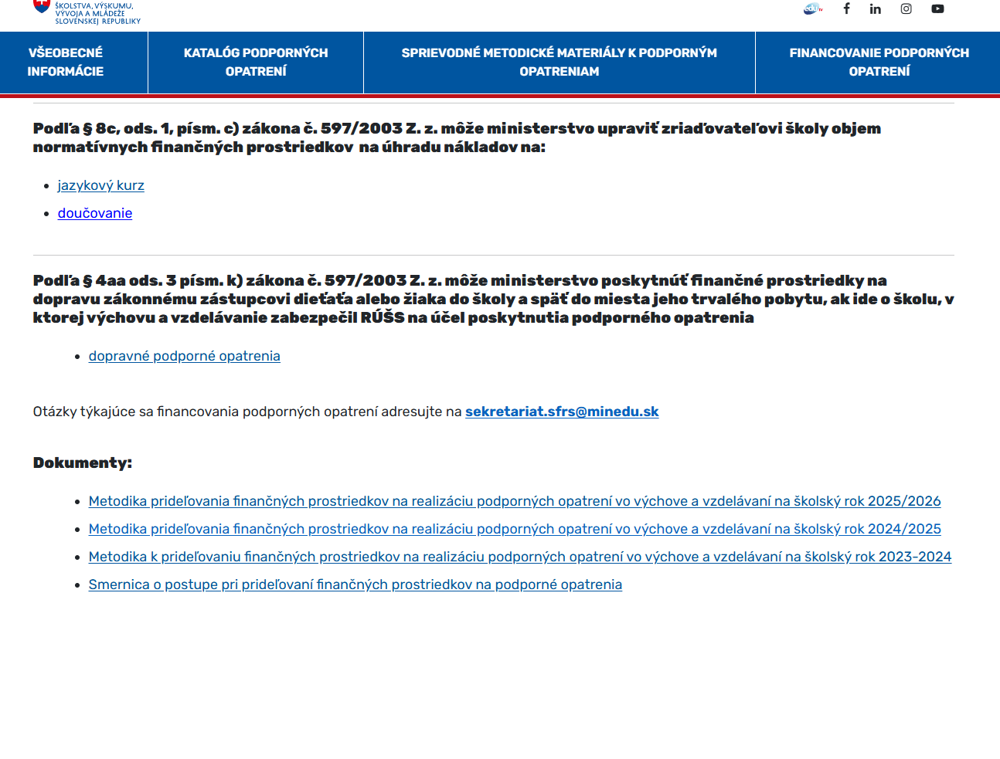 ŠKOLSTVA, VÝSKUMU,
VÝVOJA A MLÁDEŽE
SLOVENSKEJ REPUBLIKY
edu tv
VŠEOBECNÉ
INFORMÁCIE
KATALÓG PODPORNÝCH
OPATRENÍ
SPRIEVODNÉ METODICKÉ MATERIÁLY K PODPORNÝM
OPATRENIAM
FINANCOVANIE PODPORNÝCH
OPATRENÍ
Podľa § 8c, ods. 1, písm. c) zákona č. 597/2003 Z. z. môže ministerstvo upraviť zriaďovateľovi školy objem
normatívnych finančných prostriedkov na úhradu nákladov na:
• jazykový kurz
• doučovanie
Podľa § 4aa ods. 3 písm. k) zákona č. 597/2003 Z. z. môže ministerstvo poskytnúť finančné prostriedky na
dopravu zákonnému zástupcovi dieťaťa alebo žiaka do školy a späť do miesta jeho trvalého pobytu, ak ide o školu, v
ktorej výchovu a vzdelávanie zabezpečil RÚŠS na účel poskytnutia podporného opatrenia
• dopravné podporné opatrenia
Otázky týkajúce sa financovania podporných opatrení adresujte na sekretariat.sfrs@minedu.sk
Dokumenty:
• Metodika prideľovania finančných prostriedkov na realizáciu podporných opatrení vo výchove a vzdelávaní na školský rok 2025/2026
• Metodika prideľovania finančných prostriedkov na realizáciu podporných opatrení vo výchove a vzdelávaní na školský rok 2024/2025
• Metodika k prideľovaniu finančných prostriedkov na realizáciu podporných opatrení vo výchove a vzdelávaní na školský rok 2023-2024
• Smernica o postupe pri prideľovaní finančných prostriedkov na podporné opatrenia